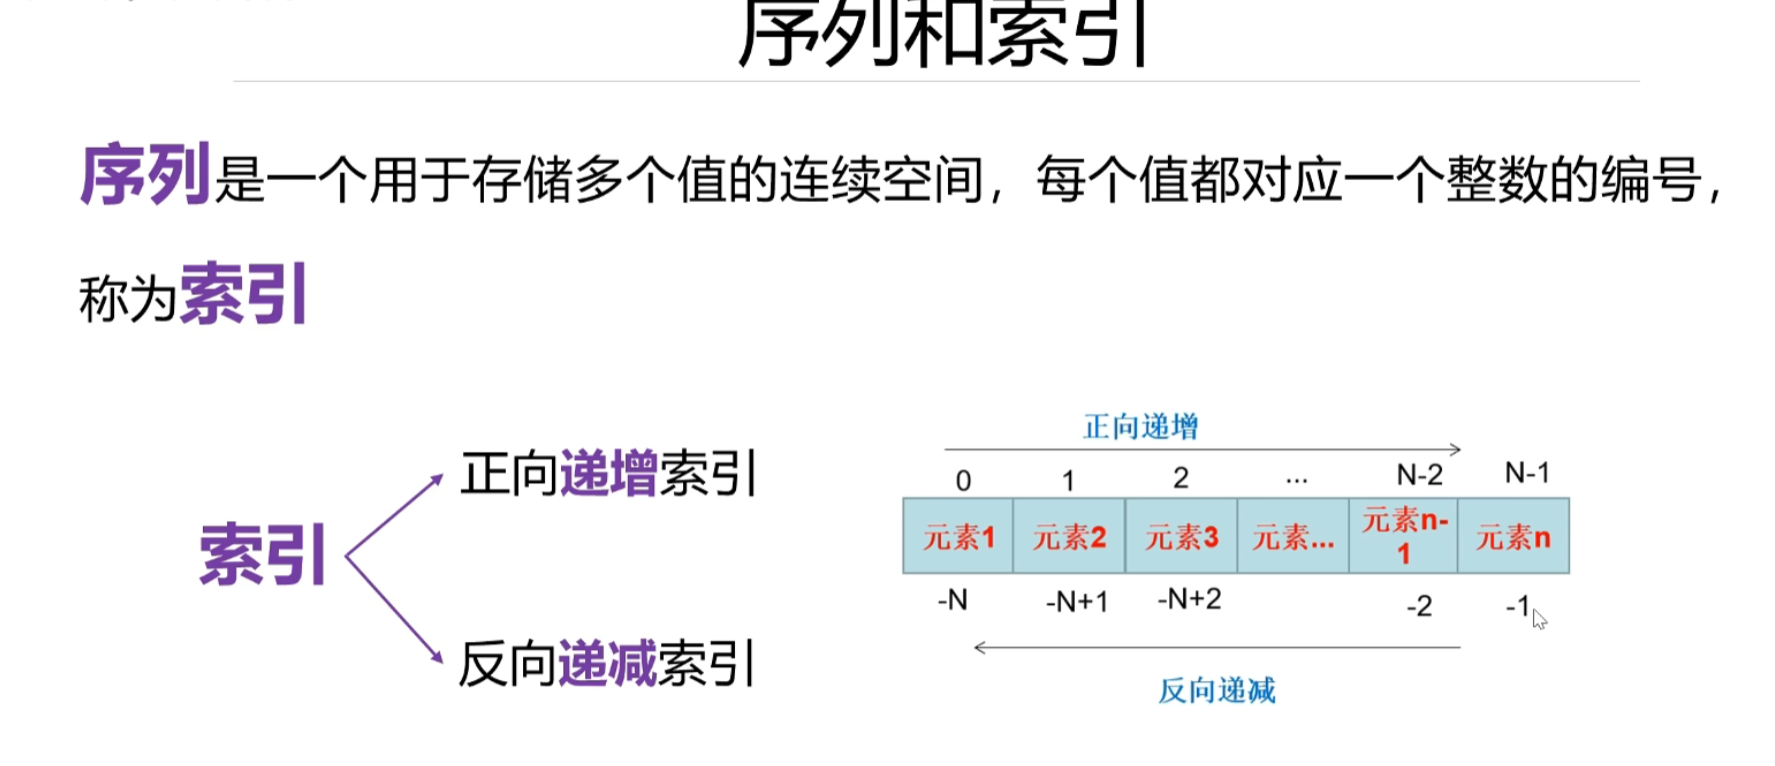 序列和索引
序列是一个用于存储多个值的连续空间，每个值都对应一个整数的编号，
称为索引
索引
正向递增索引
反向递减索引
正向递增
0 1 2 ... N-2 N-1
元素1 元素2 元素3 元素... 元素n-1 元素n
-N -N+1 -N+2 -2 -1
反向递减